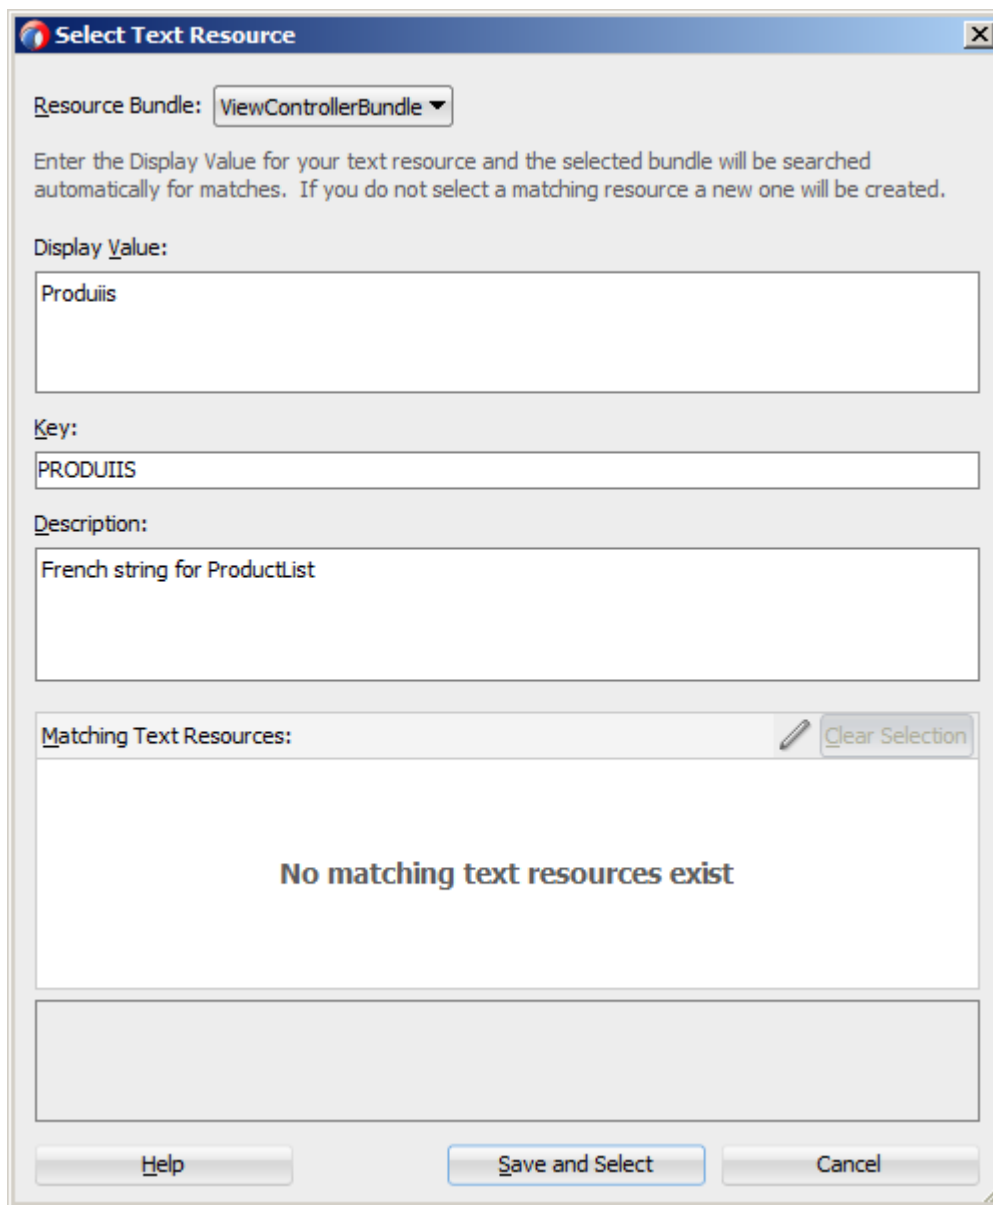 Select Text Resource
Resource Bundle: ViewControllerBundle
Enter the Display Value for your text resource and the selected bundle will be searched
automatically for matches.  If you do not select a matching resource a new one will be created.
Display Value:
Produiis
Key:
PRODUIIS
Description:
French string for ProductList
Matching Text Resources: Clear Selection
No matching text resources exist
Help Save and Select Cancel